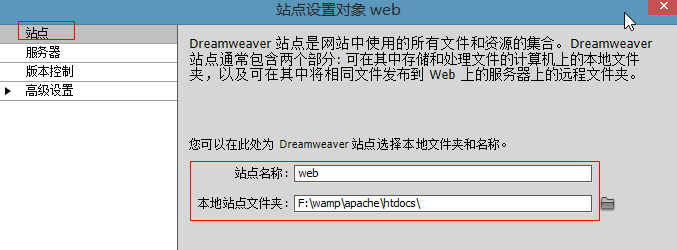 站点设置对象 web
站点
服务器
版本控制
高级设置
Dreamweaver 站点是网站中使用的所有文件和资源的集合。Dreamweaver
站点通常包含两个部分：可在其中存储和处理文件的计算机上的本地文件
夹，以及可在其中将相同文件发布到 Web 上的服务器上的远程文件夹。
您可以在此处为 Dreamweaver 站点选择本地文件夹和名称。
站点名称： web
本地站点文件夹： F:\wamp\apache\htdocs\